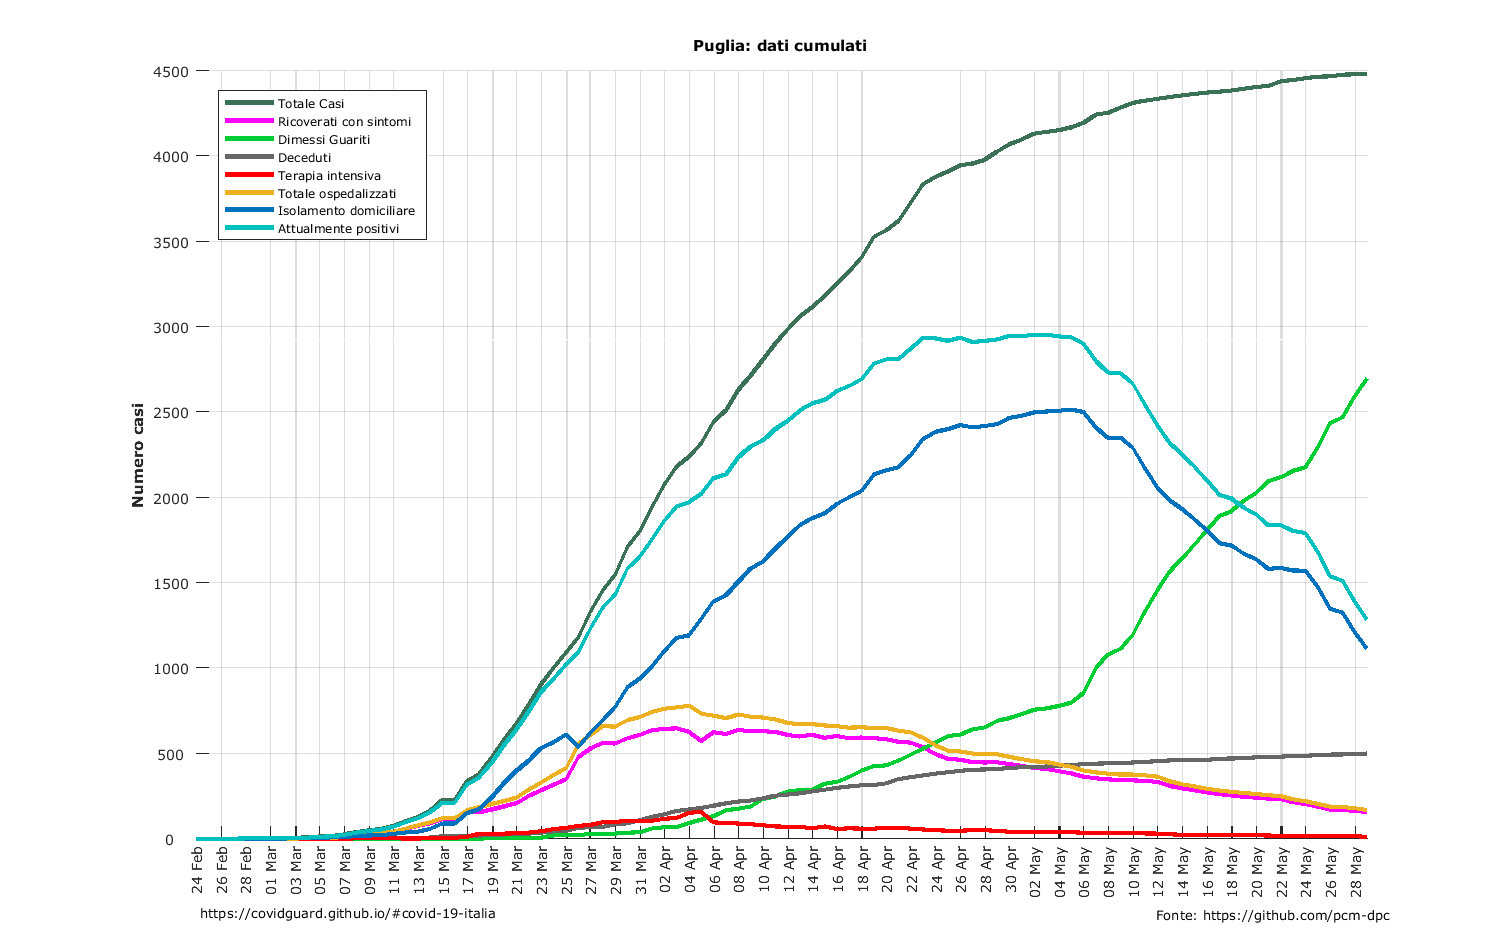 Puglia: dati cumulati
4500
4000
3500
3000
2500
2000
1500
1000
500
0
Numero casi
Totale Casi
Ricoverati con sintomi
Dimessi Guariti
Deceduti
Terapia intensiva
Totale ospedalizzati
Isolamento domiciliare
Attualmente positivi
24 Feb
26 Feb
28 Feb
01 Mar
03 Mar
05 Mar
07 Mar
09 Mar
11 Mar
13 Mar
15 Mar
17 Mar
19 Mar
21 Mar
23 Mar
25 Mar
27 Mar
29 Mar
31 Mar
02 Apr
04 Apr
06 Apr
08 Apr
10 Apr
12 Apr
14 Apr
16 Apr
18 Apr
20 Apr
22 Apr
24 Apr
26 Apr
28 Apr
30 Apr
02 May
04 May
06 May
08 May
10 May
12 May
14 May
16 May
18 May
20 May
22 May
24 May
26 May
28 May
https://covidguard.github.io/#covid-19-italia
Fonte: https://github.com/pcm-dpc